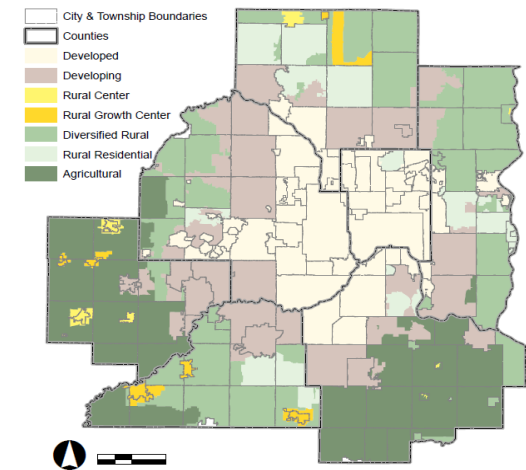 City & Township Boundaries
Counties
Developed
Developing
Rural Center
Rural Growth Center
Diversified Rural
Rural Residential
Agricultural